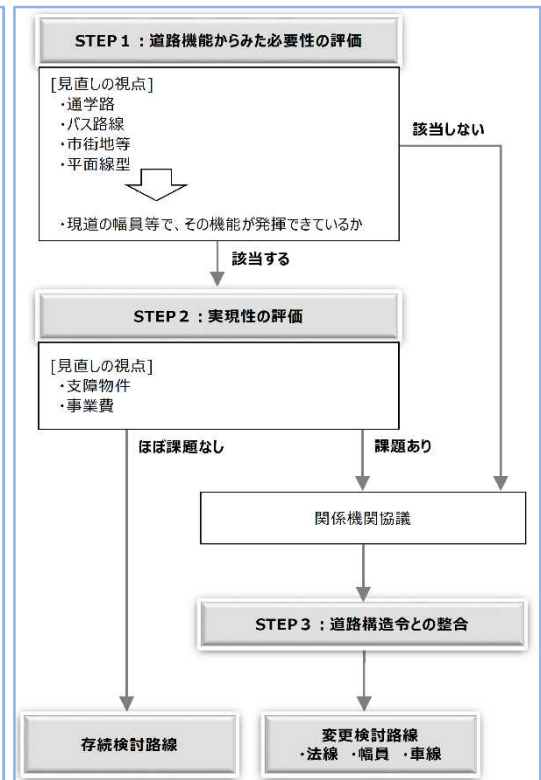 STEP1：道路機能からみた必要性の評価
[見直しの視点]
・通学路
・バス路線
・市街地等
・平面線型
・現道の幅員等で、その機能が発揮できているか
該当しない
該当する
STEP2：実現性の評価
[見直しの視点]
・支障物件
・事業費
ほぼ課題なし
課題あり
関係機関協議
STEP3：道路構造令との整合
存続検討路線
変更検討路線
・法線 ・幅員 ・車線